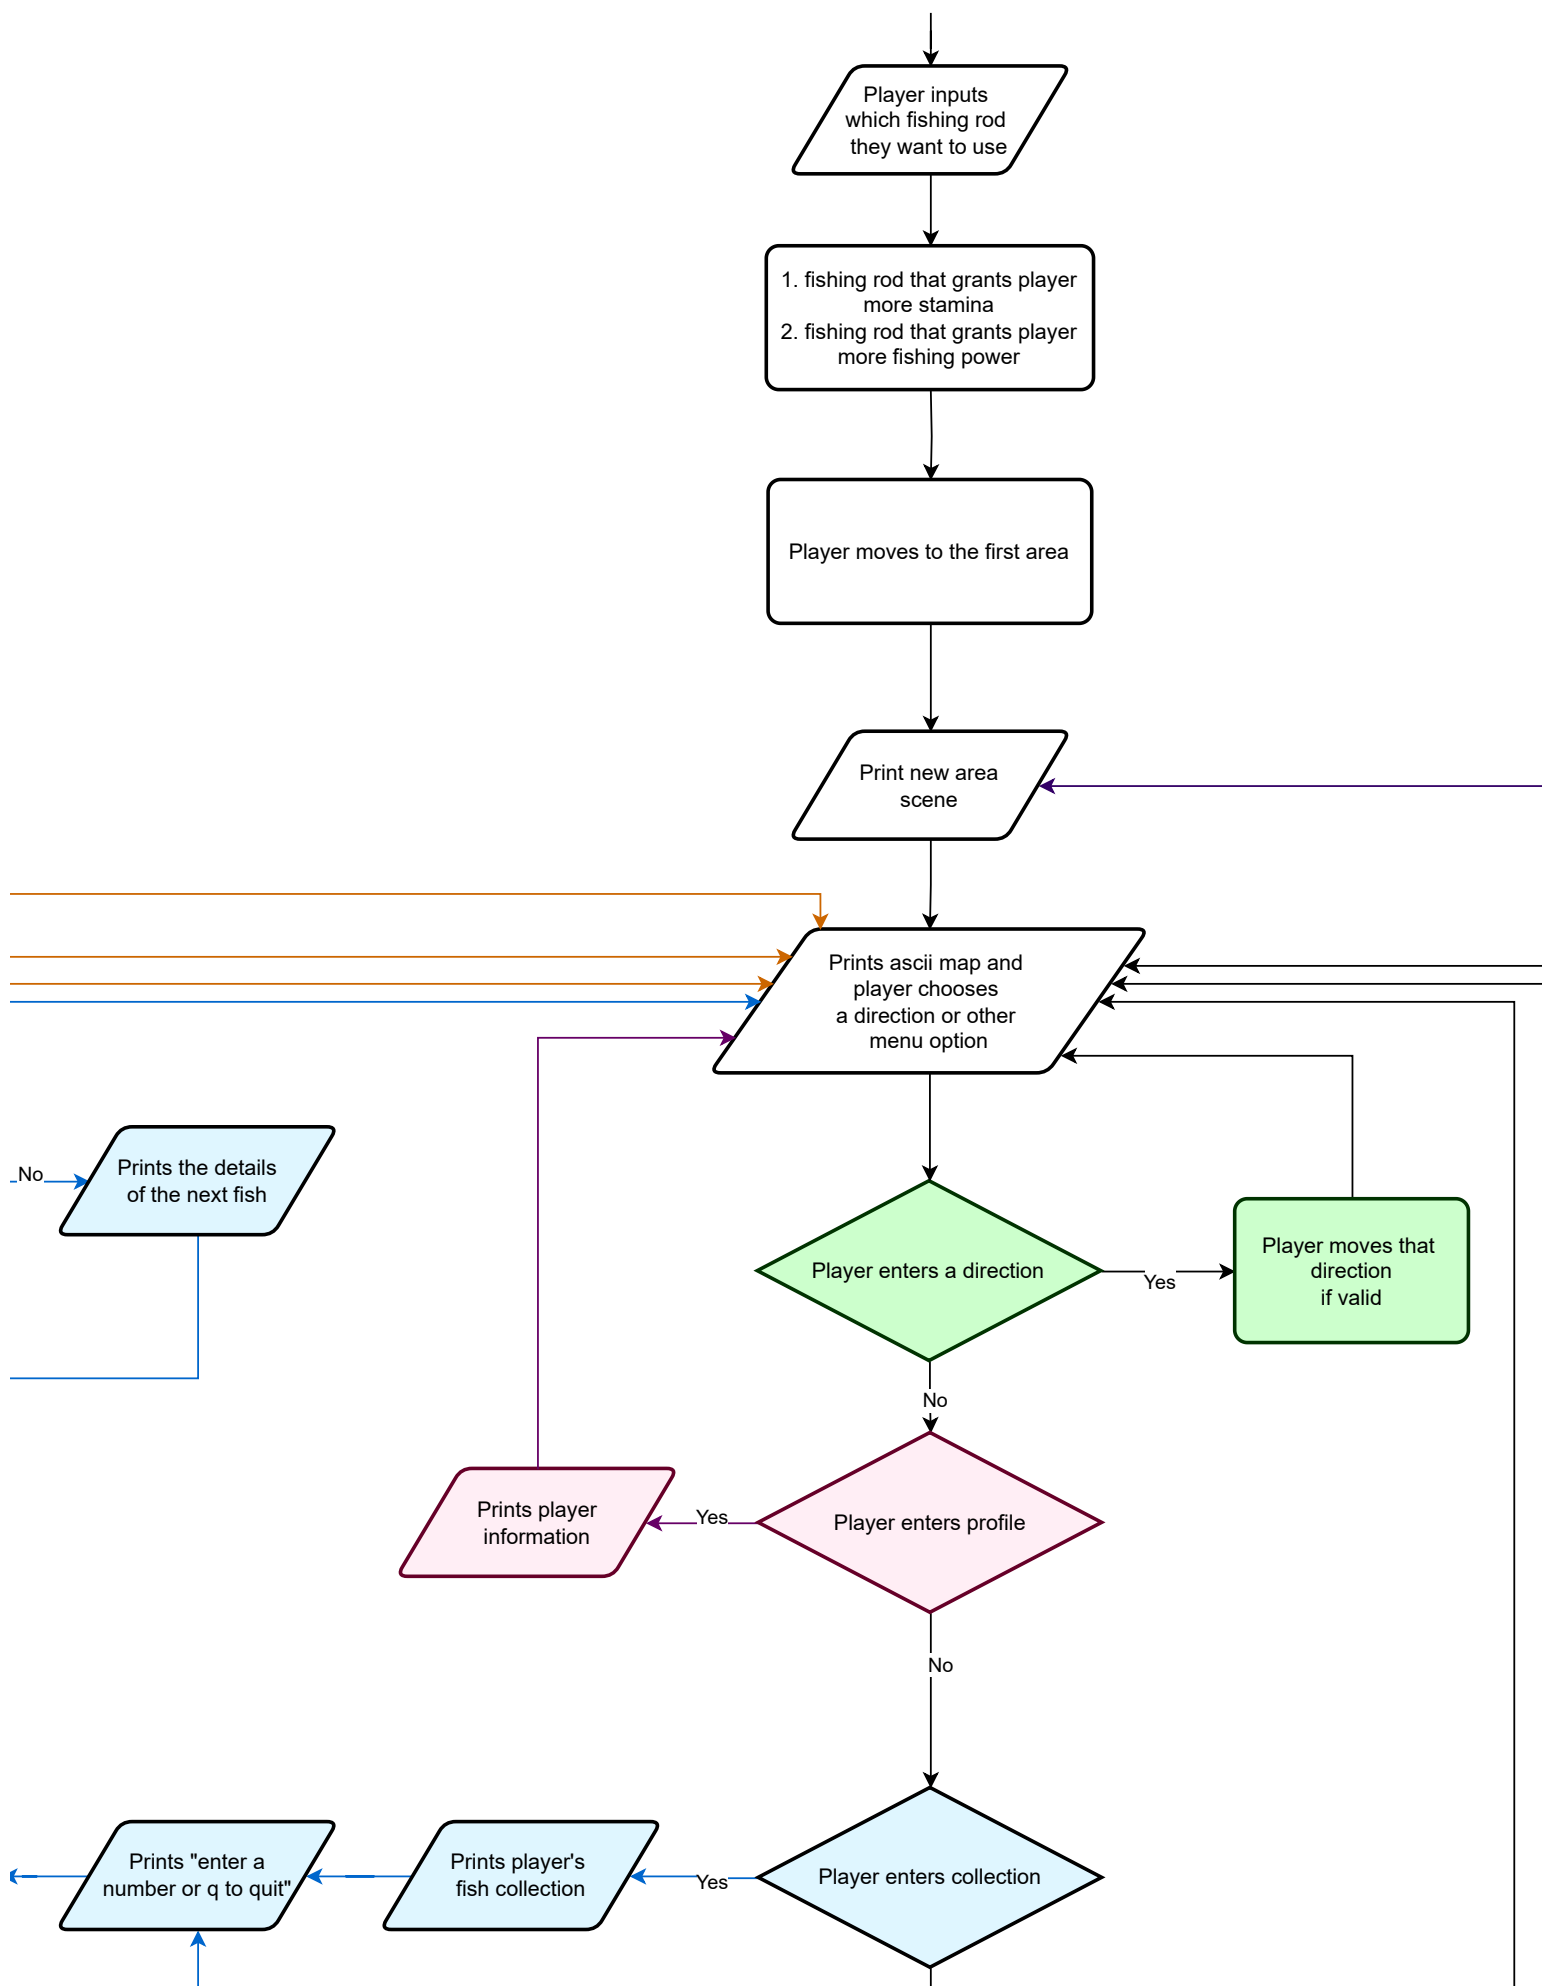 Player inputs
which fishing rod
they want to use
1. fishing rod that grants player
more stamina
2. fishing rod that grants player
more fishing power
Player moves to the first area
Print new area
scene
Prints ascii map and
player chooses
a direction or other
menu option
No
Prints the details
of the next fish
Player enters a direction
Yes
Player moves that
direction
if valid
No
Prints player
information
Yes
Player enters profile
No
Prints "enter a
number or q to quit"
Prints player's
fish collection
Yes
Player enters collection